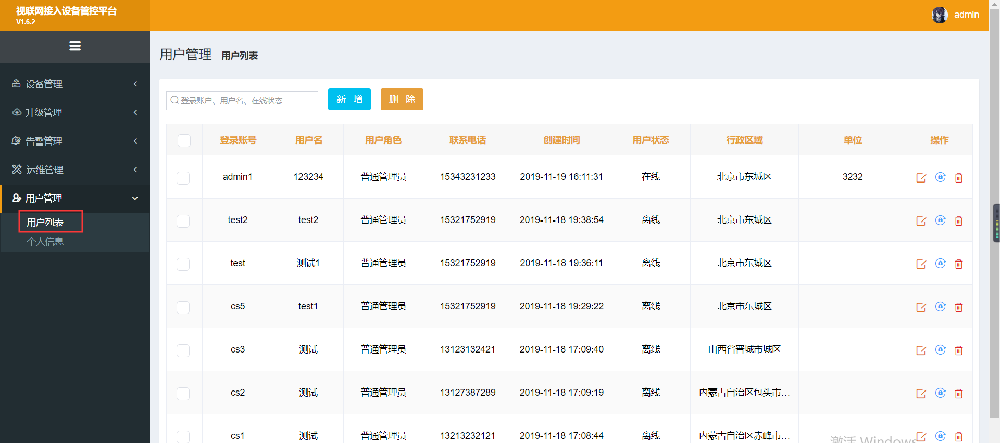 视联网接入设备管控平台
V1.6.2
admin
设备管理
升级管理
告警管理
运维管理
用户管理
用户列表
个人信息
用户管理 用户列表
登录账户、用户名、在线状态 新 增 删 除
登录账号 用户名 用户角色 联系电话 创建时间 用户状态 行政区域 单位 操作
admin1 123234 普通管理员 15343231233 2019-11-19 16:11:31 在线 北京市东城区 3232
test2 test2 普通管理员 15321752919 2019-11-18 19:38:54 离线 北京市东城区
test 测试1 普通管理员 15321752919 2019-11-18 19:36:11 离线 北京市东城区
cs5 test1 普通管理员 15321752919 2019-11-18 19:29:22 离线 北京市东城区
cs3 测试 普通管理员 13123132421 2019-11-18 17:09:40 离线 山西省晋城市城区
cs2 测试 普通管理员 13127387289 2019-11-18 17:09:19 离线 内蒙古自治区包头市...
cs1 测试 普通管理员 13213232121 2019-11-18 17:08:44 离线 内蒙古自治区赤峰市...
激活 Windows